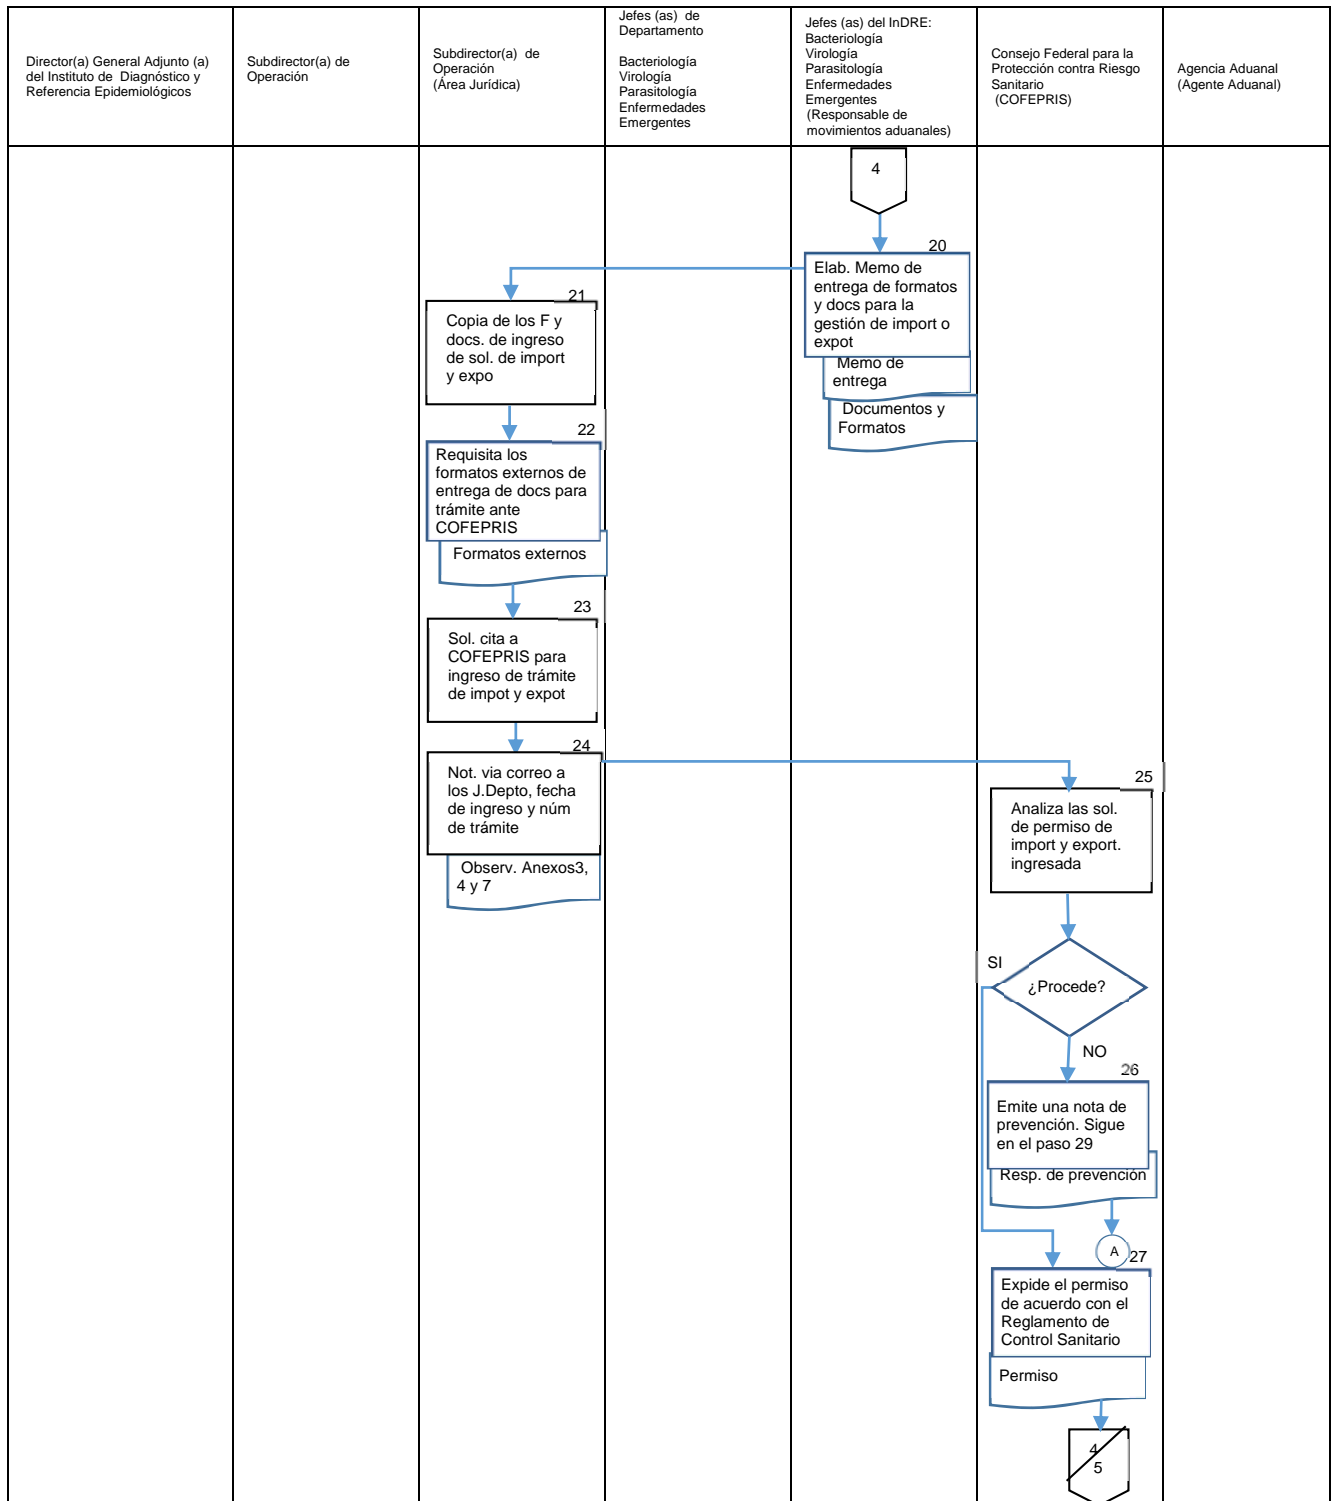 Director(a) General Adjunto (a)
del Instituto de Diagnóstico y
Referencia Epidemiológicos
Subdirector(a) de
Operación
Subdirector(a) de
Operación
(Área Jurídica)
Jefes (as) de
Departamento
Bacteriología
Virología
Parasitología
Enfermedades
Emergentes
Jefes (as) del InDRE:
Bacteriología
Virología
Parasitología
Enfermedades
Emergentes
(Responsable de
movimientos aduanales)
Consejo Federal para la
Protección contra Riesgo
Sanitario
(COFEPRIS)
Agencia Aduanal
(Agente Aduanal)
4
20
Elab. Memo de
entrega de formatos
y docs para la
gestión de import o
expot
Memo de
entrega
Documentos y
Formatos
21
Copia de los F y
docs. de ingreso
de sol. de import
y expo
22
Requisita los
formatos externos de
entrega de docs para
trámite ante
COFEPRIS
Formatos externos
23
Sol. cita a
COFEPRIS para
ingreso de trámite
de impot y expot
24
Not. via correo a
los J.Depto, fecha
de ingreso y núm
de trámite
Observ. Anexos3,
4 y 7
25
Analiza las sol.
de permiso de
import y export.
ingresada
SI
¿Procede?
NO
26
Emite una nota de
prevención. Sigue
en el paso 29
Resp. de prevención
A
27
Expide el permiso
de acuerdo con el
Reglamento de
Control Sanitario
Permiso
4
5